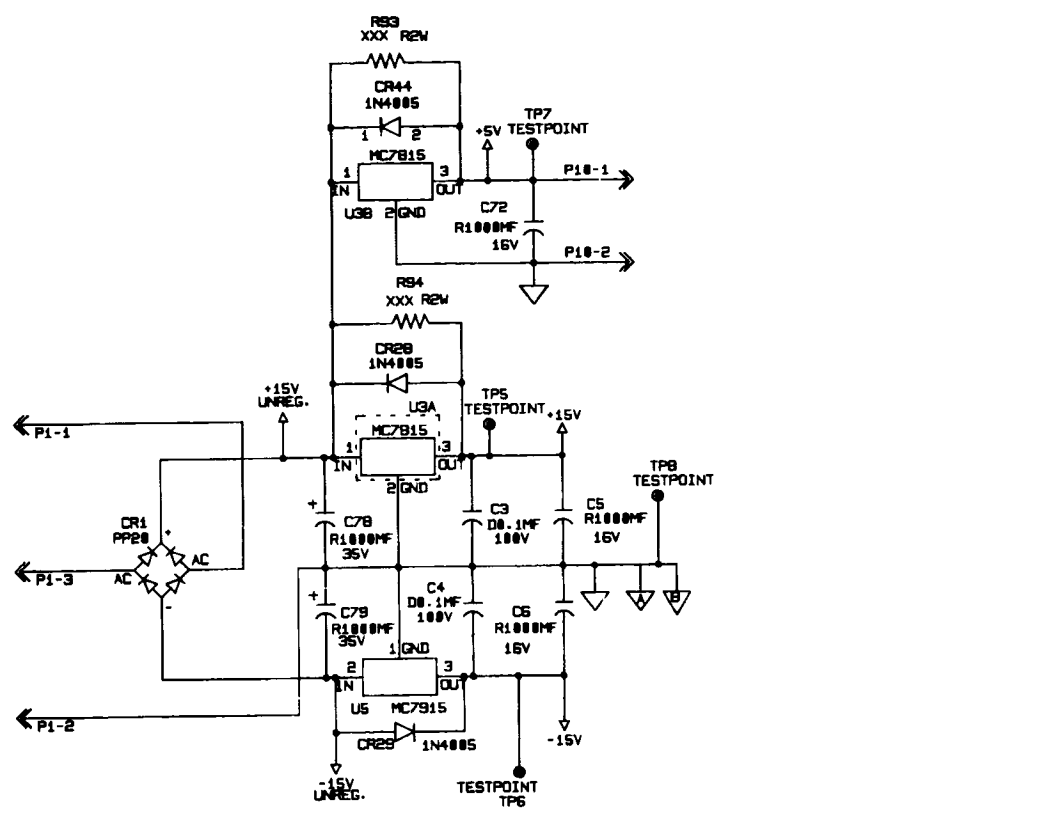 R93
XXX R2W
CR44
1N4005
1 2
MC7815
1 3
IN OUT
U3B 2 GND
+5V
TP7
TESTPOINT
P10-1
C72
R1000MF
16V
P10-2
R94
XXX R2W
CR28
1N4005
+15V
UNREG.
U3A
MC7815
1 3
IN OUT
2 GND
TP5
TESTPOINT
+15V
P1-1
TP8
TESTPOINT
CR1
PP20
+
AC
AC
-
P1-3
+
C78
R1000MF
35V
C3
D0.1MF
100V
C5
R1000MF
16V
A
B
+
C79
R1000MF
35V
C4
D0.1MF
100V
C6
R1000MF
16V
1 GND
2 3
IN OUT
U5 MC7915
P1-2
CR29 1N4005
-15V
-15V
UNREG.
TESTPOINT
TP6